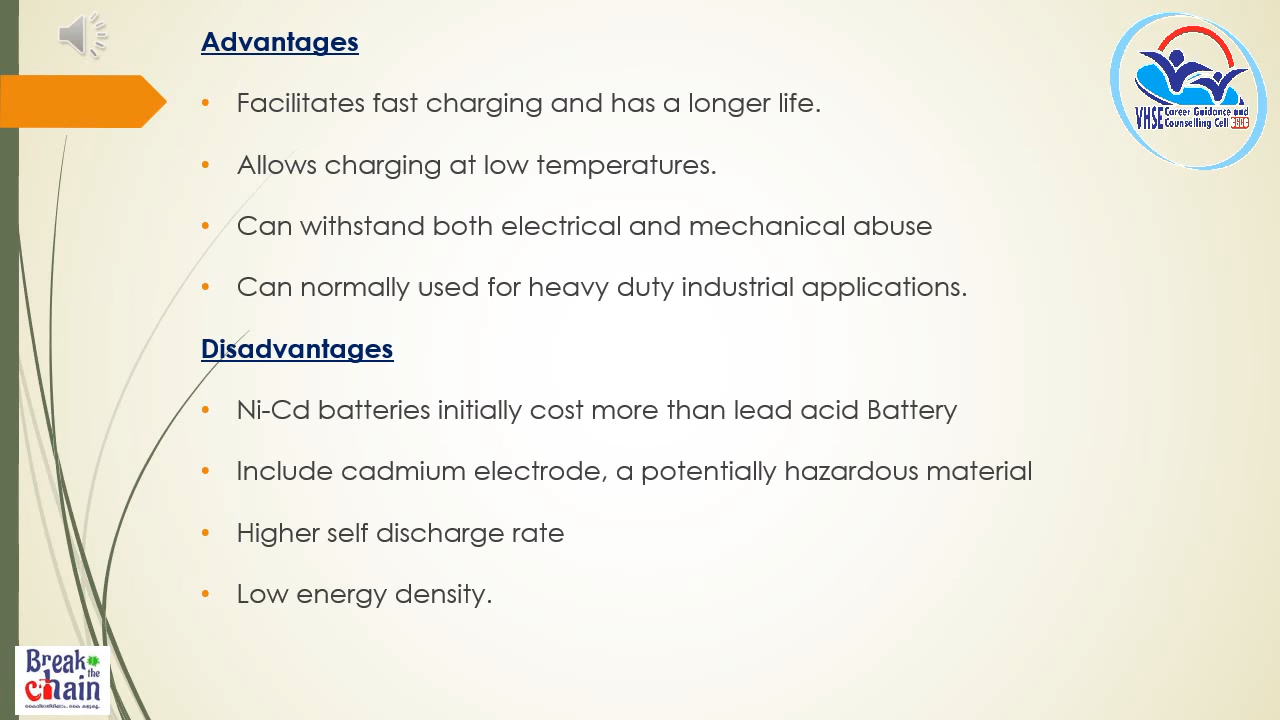 Advantages
• Facilitates fast charging and has a longer life.
• Allows charging at low temperatures.
• Can withstand both electrical and mechanical abuse
• Can normally used for heavy duty industrial applications.
Disadvantages
• Ni-Cd batteries initially cost more than lead acid Battery
• Include cadmium electrode, a potentially hazardous material
• Higher self discharge rate
• Low energy density.
VHSE Career Guidance and
Counselling Cell
Break
the
chain